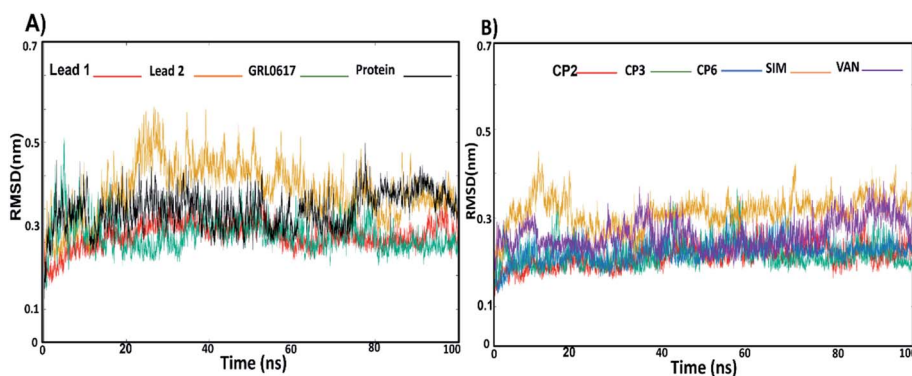 A)
0.7
Lead 1 Lead 2 GRL0617 Protein
0.5
RMSD(nm)
0.3
0.1
0
0 20 40 60 80 100
Time (ns)
B)
0.7
CP2 CP3 CP6 SIM VAN
0.5
RMSD(nm)
0.3
0.1
0
0 20 40 60 80 100
Time (ns)